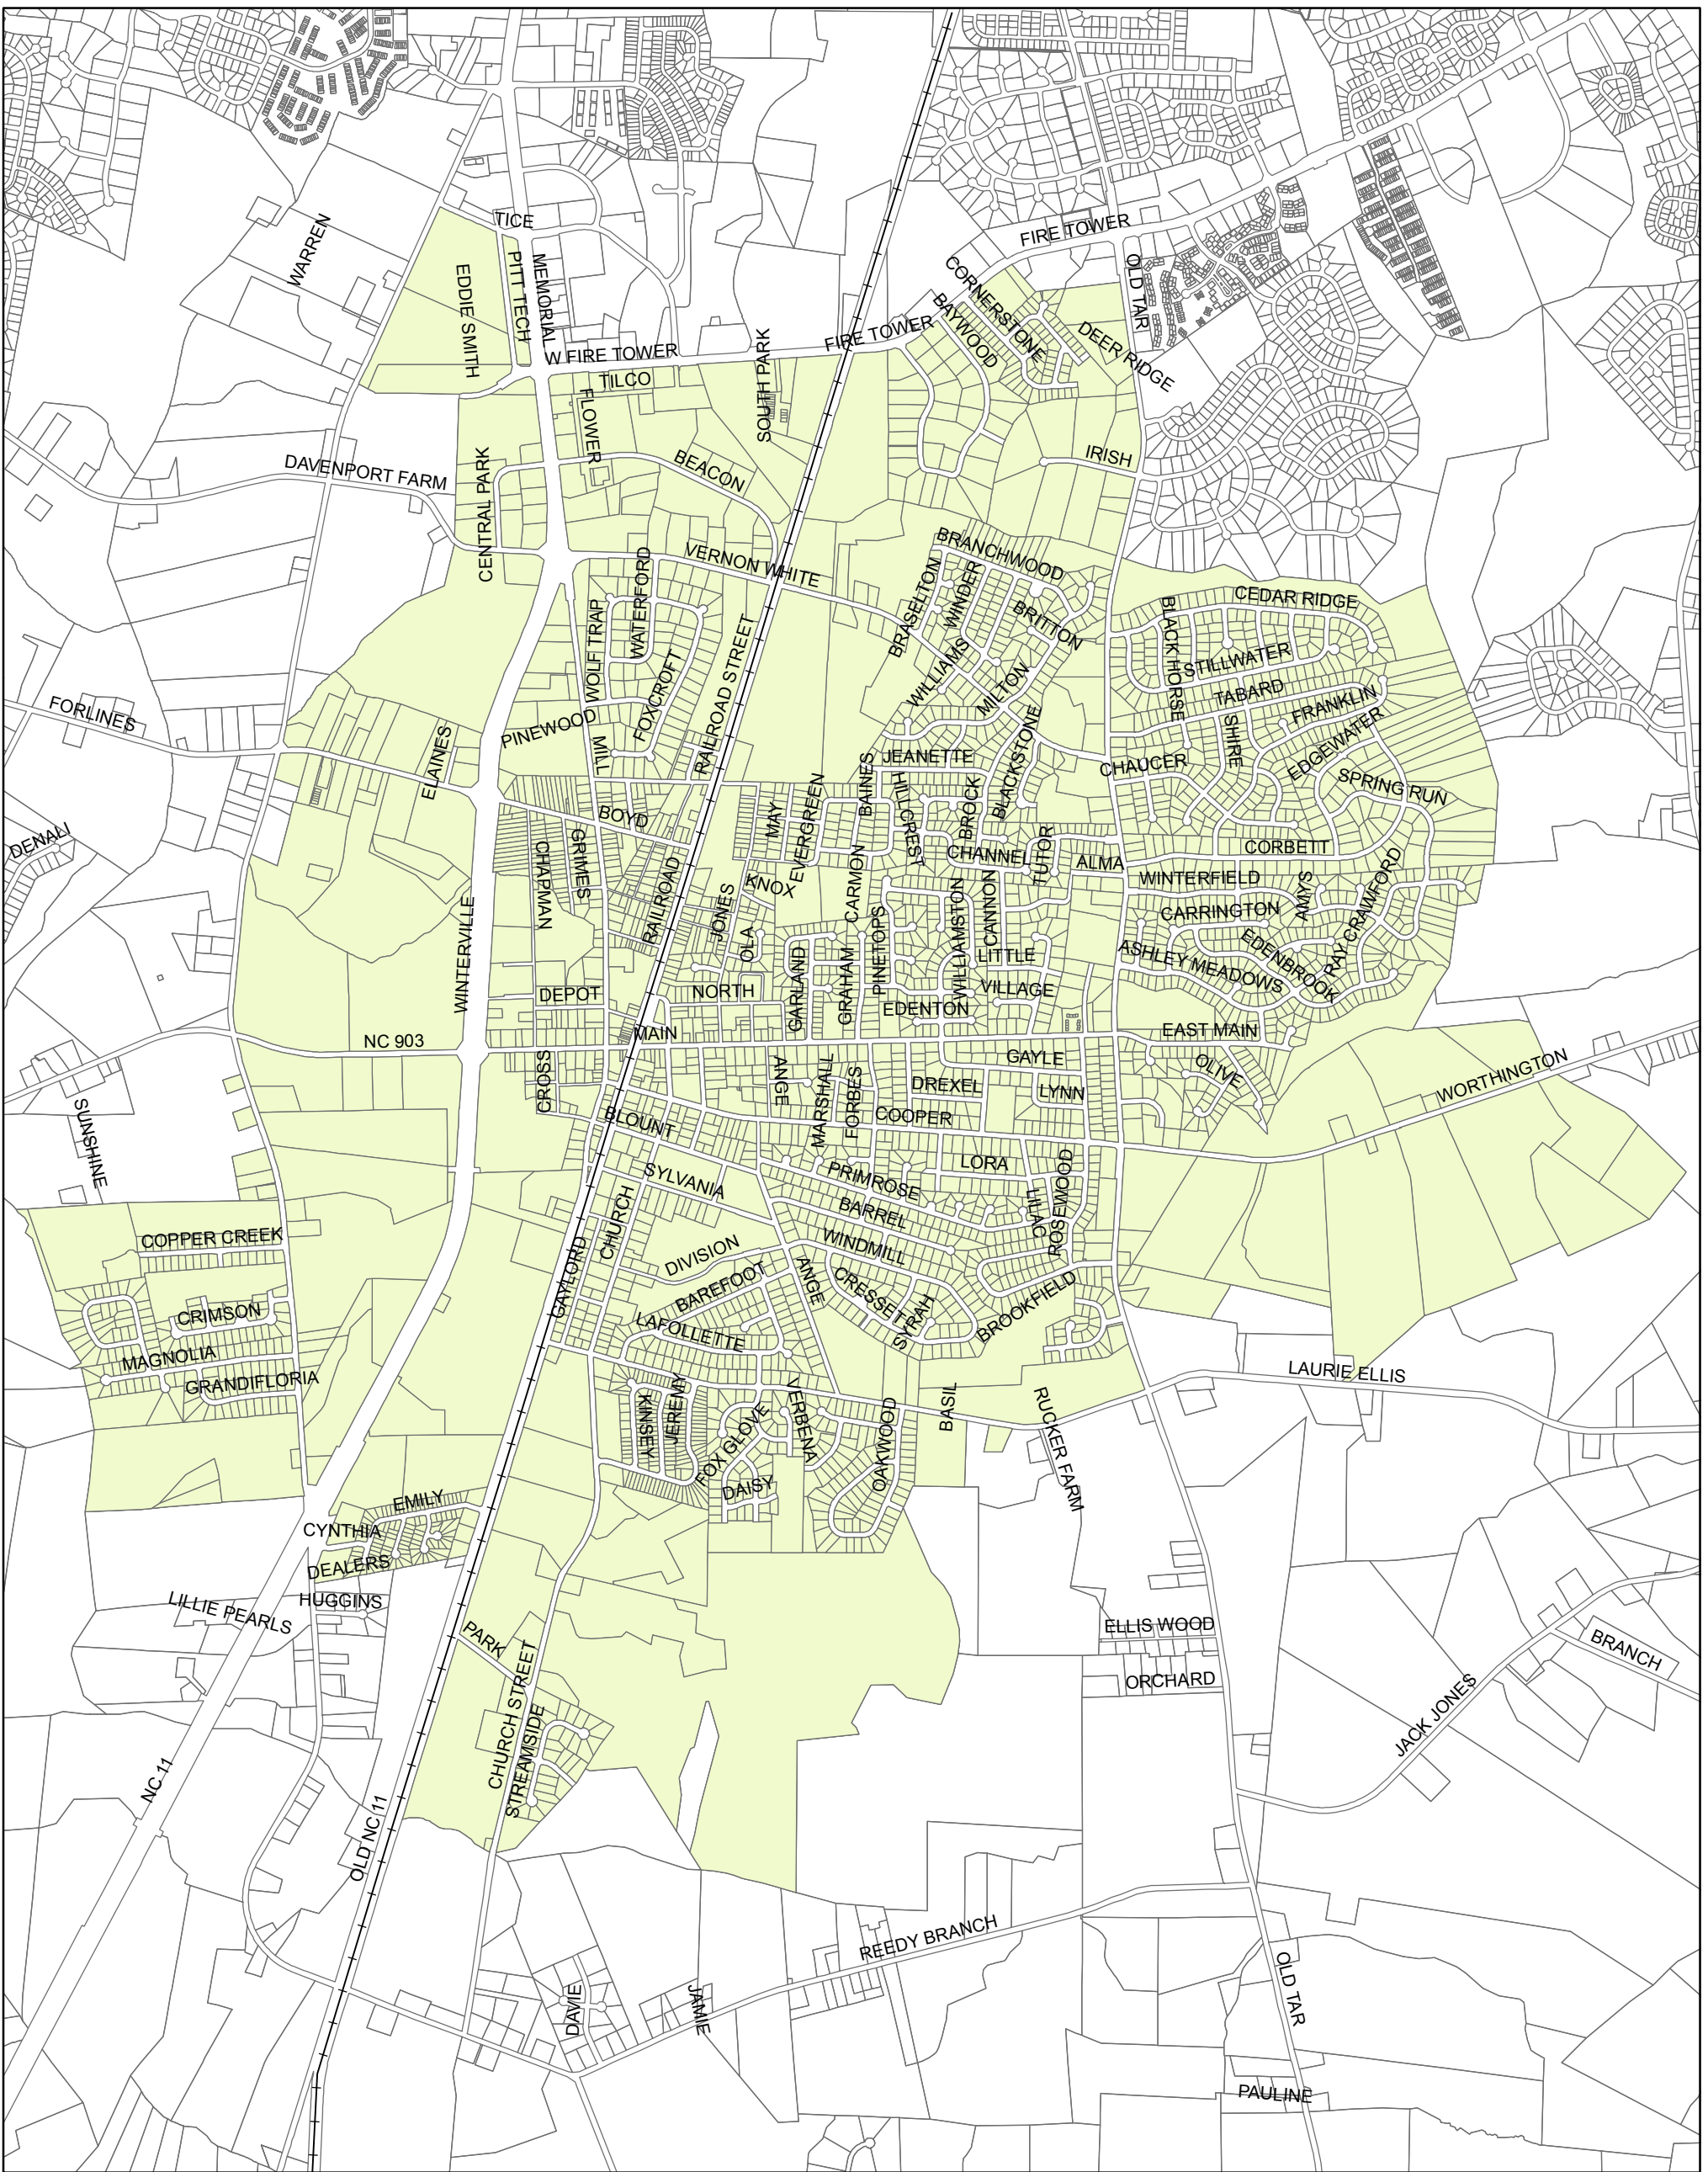 TICE
WARREN
FIRE TOWER
EDDIE SMITH
PITT TECH
MEMORIAL
OLD TAR
CORNERSTONE
BAYWOOD
DEER RIDGE
W FIRE TOWER
FIRE TOWER
SOUTH PARK
TILCO
FLOWER
DAVENPORT FARM
CENTRAL PARK
BEACON
IRISH
VERNON WHITE
BRANCHWOOD
BRASELTON
WINDER
BRITTON
WATERFORD
WOLF TRAP
CEDAR RIDGE
BLACK HORSE
STILLWATER
WILLIAMS
MILTON
TABARD
FRANKLIN
FOXCROFT
RAILROAD STREET
FORLINES
PINEWOOD
MILL
EDGEWATER
SHIRE
ELAINES
JEANETTE
BLACKSTONE
CHAUCER
SPRING RUN
BAINES
HILLCREST
BROCK
MAY
EVERGREEN
BOYD
DENALI
GRIMES
CHAPMAN
CHANNEL
TUTOR
ALMA
CORBETT
WINTERFIELD
KNOX
CARMON
RAILROAD
JONES
OLA
WINTERVILLE
PINETOPS
WILLIAMSTON
CANNON
CARRINGTON
AMYS
RAY CRAWFORD
EDENBROOK
ASHLEY MEADOWS
LITTLE
VILLAGE
GARLAND
GRAHAM
DEPOT
NORTH
EDENTON
MAIN
EAST MAIN
NC 903
CROSS
GAYLE
OLIVE
WORTHINGTON
ANGE
MARSHALL
FORBES
DREXEL
LYNN
SUNSHINE
BLOUNT
COOPER
LORA
SYLVANIA
PRIMROSE
BARREL
LILAC
ROSEWOOD
CHURCH
COPPER CREEK
DIVISION
WINDMILL
GAYLORD
BAREFOOT
ANGE
CRESSET
SYRAH
BROOKFIELD
CRIMSON
LAFOLLETTE
MAGNOLIA
GRANDIFLORIA
LAURIE ELLIS
KINSEY
JEREMY
FOX GLOVE
VERBENA
OAKWOOD
BASIL
RUCKER FARM
DAISY
EMILY
CYNTHIA
DEALERS
HUGGINS
LILLIE PEARLS
PARK
CHURCH STREET
STREAMSIDE
ELLIS WOOD
ORCHARD
BRANCH
JACK JONES
NC 11
OLD NC 11
REEDY BRANCH
DAVIE
JAMIE
OLD TAR
PAULINE